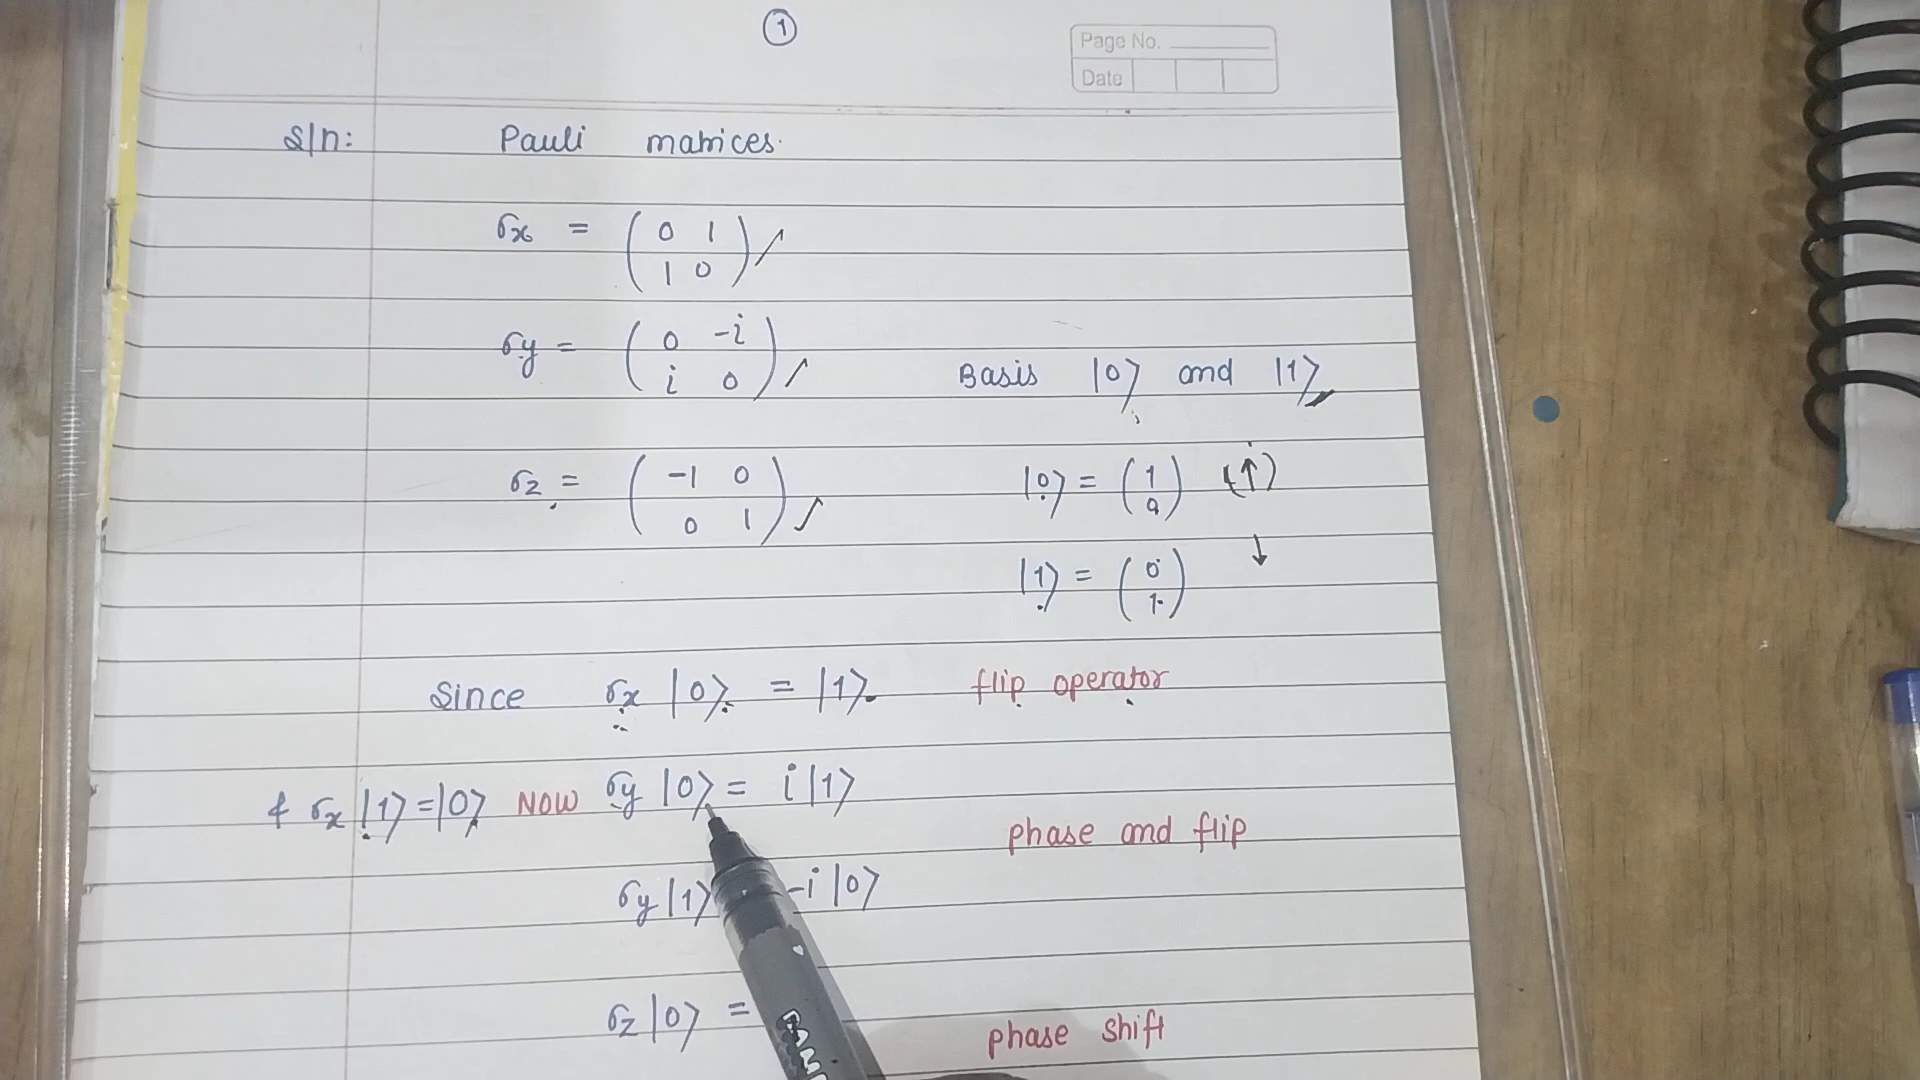 1
Page No.
Date
S/n: Pauli matrices.
σx = ( 0 1
1 0 )
σy = ( 0 -i
i 0 )
Basis |0⟩ and |1⟩
σz = ( -1 0
0 1 )
|0⟩ = ( 1
0 ) (↑)
|1⟩ = ( 0
1 ) ↓
Since σx |0⟩ = |1⟩ flip operator
& σx |1⟩ = |0⟩ NOW σy |0⟩ = i |1⟩
phase and flip
σy |1⟩ -i |0⟩
σz |0⟩ =
phase shift